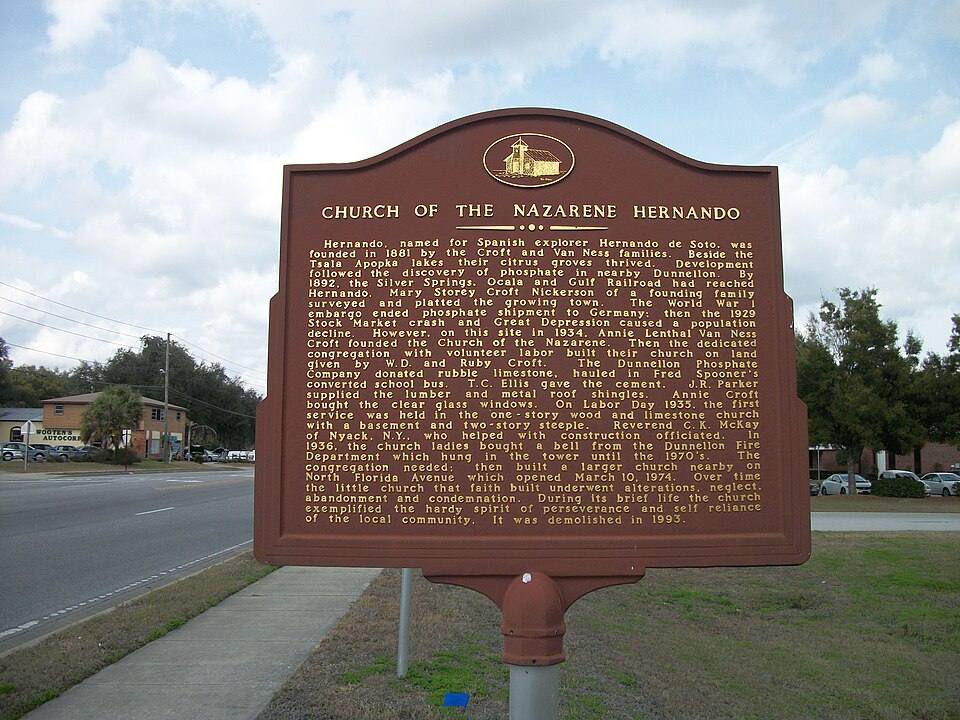 CHURCH OF THE NAZARENE HERNANDO
Hernando, named for Spanish explorer Hernando de Soto, was
founded in 1881 by the Croft and Van Ness families. Beside the
Tsala Apopka lakes their citrus groves thrived. Development
followed the discovery of phosphate in nearby Dunnellon. By
1892, the Silver Springs, Ocala and Gulf Railroad had reached
Hernando. Mary Storey Croft Nickerson of a founding family
surveyed and platted the growing town. The World War I
embargo ended phosphate shipment to Germany; then the 1929
Stock Market crash and Great Depression caused a population
decline. However, on this site in 1934, Annie Lenthal Van Ness
Croft founded the Church of the Nazarene. Then the dedicated
congregation with volunteer labor built their church on land
given by W.D. and Ruby Croft. The Dunnellon Phosphate
Company donated rubble limestone, hauled in Fred Spooner's
converted school bus. T.C. Ellis gave the cement. J.R. Parker
supplied the lumber and metal roof shingles. Annie Croft
bought the clear glass windows. On Labor Day 1935, the first
service was held in the one-story wood and limestone church
with a basement and two-story steeple. Reverend C.K. McKay
of Nyack, N.Y., who helped with construction officiated. In
1936, the church ladies bought a bell from the Dunnellon Fire
Department which hung in the tower until the 1970's. The
congregation needed; then built a larger church nearby on
North Florida Avenue which opened March 10, 1974. Over time
the little church that faith built underwent alterations, neglect,
abandonment and condemnation. During its brief life the church
exemplified the hardy spirit of perseverance and self reliance
of the local community. It was demolished in 1993.
WOOTEN'S
AUTOCORP